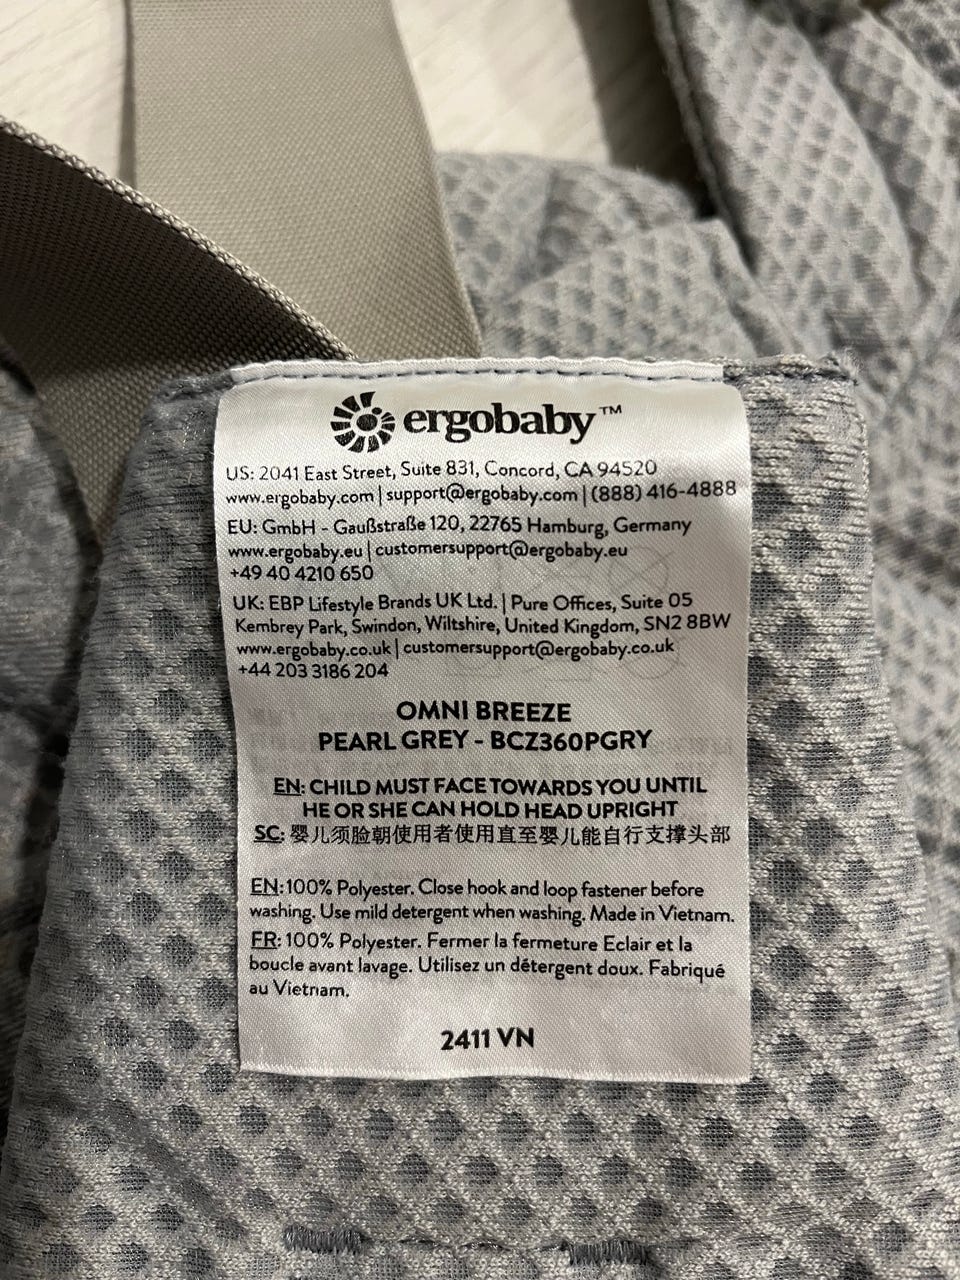 ergobaby™
US: 2041 East Street, Suite 831, Concord, CA 94520
www.ergobaby.com | support@ergobaby.com | (888) 416-4888
EU: GmbH - Gaußstraße 120, 22765 Hamburg, Germany
www.ergobaby.eu | customersupport@ergobaby.eu
+49 40 4210 650
UK: EBP Lifestyle Brands UK Ltd. | Pure Offices, Suite 05
Kembrey Park, Swindon, Wiltshire, United Kingdom, SN2 8BW
www.ergobaby.co.uk | customersupport@ergobaby.co.uk
+44 203 3186 204
OMNI BREEZE
PEARL GREY - BCZ360PGRY
EN: CHILD MUST FACE TOWARDS YOU UNTIL
HE OR SHE CAN HOLD HEAD UPRIGHT
SC: 婴儿须脸朝使用者使用直至婴儿能自行支撑头部
EN: 100% Polyester. Close hook and loop fastener before
washing. Use mild detergent when washing. Made in Vietnam.
FR: 100% Polyester. Fermer la fermeture Eclair et la
boucle avant lavage. Utilisez un détergent doux. Fabriqué
au Vietnam.
2411 VN